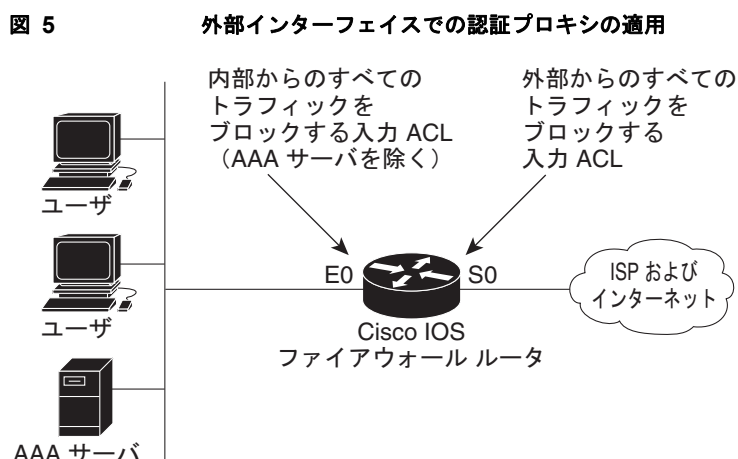 図 5 外部インターフェイスでの認証プロキシの適用
内部からのすべての
トラフィックを
ブロックする入力 ACL
（AAA サーバを除く）
外部からのすべての
トラフィックを
ブロックする
入力 ACL
ユーザ
E0
S0
ISP および
インターネット
ユーザ
Cisco IOS
ファイアウォール ルータ
AAA サーバ